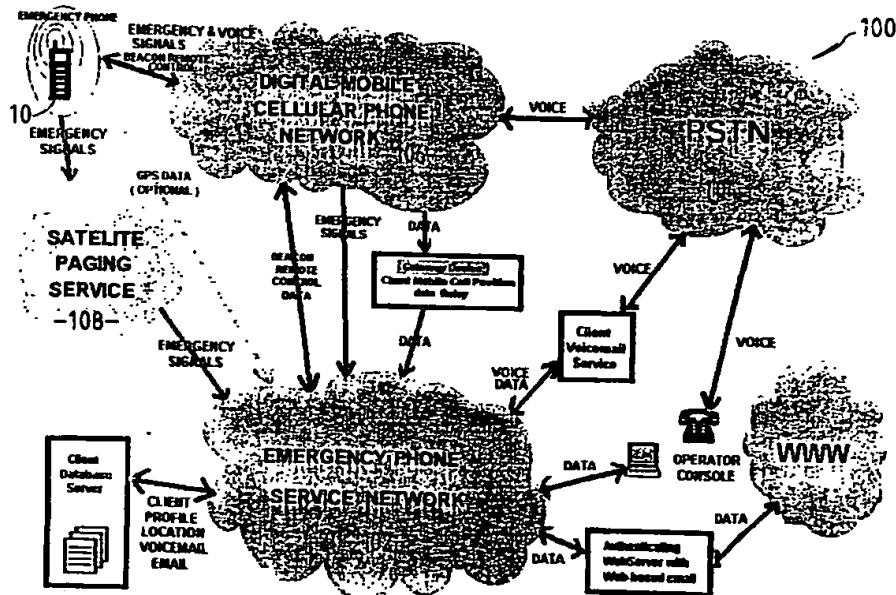 EMERGENCY PHONE
10
EMERGENCY & VOICE
SIGNALS
BEACON REMOTE
CONTROL
EMERGENCY
SIGNALS
DIGITAL MOBILE
CELLULAR PHONE
NETWORK
VOICE
PSTN
100
GPS DATA
(OPTIONAL)
SATELITE
PAGING
SERVICE
-10B-
EMERGENCY
SIGNALS
BEACON
REMOTE
CONTROL
DATA
EMERGENCY
SIGNALS
DATA
Client Mobile Cell Position
data Relay
DATA
VOICE
Client
Voicemail
Service
VOICE
DATA
VOICE
EMERGENCY PHONE
SERVICE NETWORK
Client
Database
Server
CLIENT
PROFILE
LOCATION
VOICEMAIL
EMAIL
DATA
OPERATOR
CONSOLE
WWW
DATA
Authenticating
WebServer with
Web-based email
DATA